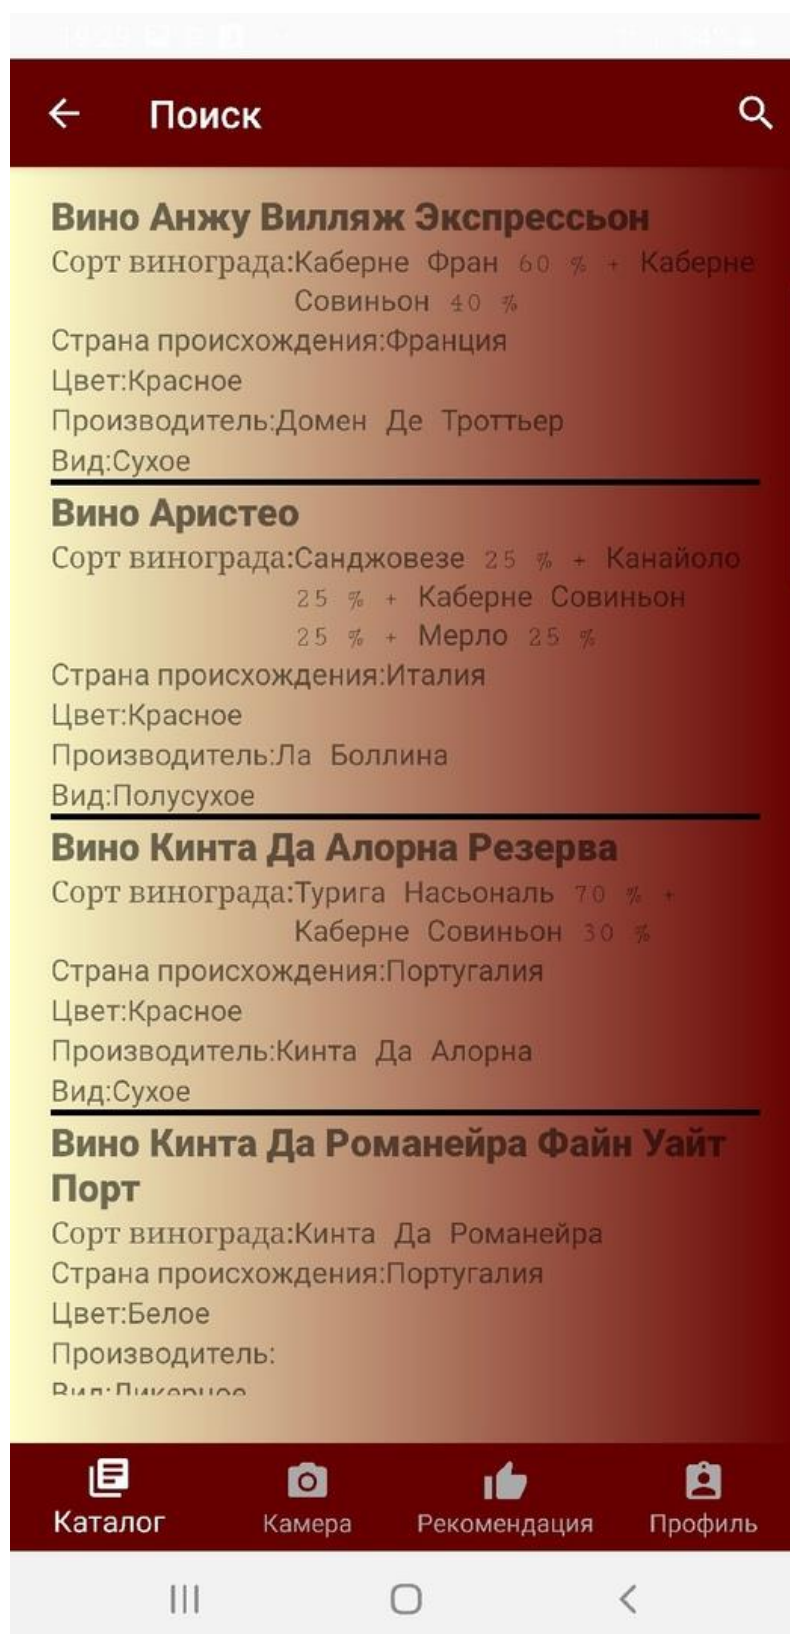 Поиск
Вино Анжу Вилляж Экспрессьон
Сорт винограда:Каберне Фран 60 % + Каберне
Совиньон 40 %
Страна происхождения:Франция
Цвет:Красное
Производитель:Домен Де Троттьер
Вид:Сухое
Вино Аристео
Сорт винограда:Санджовезе 25 % + Канайоло
25 % + Каберне Совиньон
25 % + Мерло 25 %
Страна происхождения:Италия
Цвет:Красное
Производитель:Ла Боллина
Вид:Полусухое
Вино Кинта Да Алорна Резерва
Сорт винограда:Турига Насьональ 70 % +
Каберне Совиньон 30 %
Страна происхождения:Португалия
Цвет:Красное
Производитель:Кинта Да Алорна
Вид:Сухое
Вино Кинта Да Романейра Файн Уайт
Порт
Сорт винограда:Кинта Да Романейра
Страна происхождения:Португалия
Цвет:Белое
Производитель:
Вид:Ликерное
Каталог
Камера
Рекомендация
Профиль